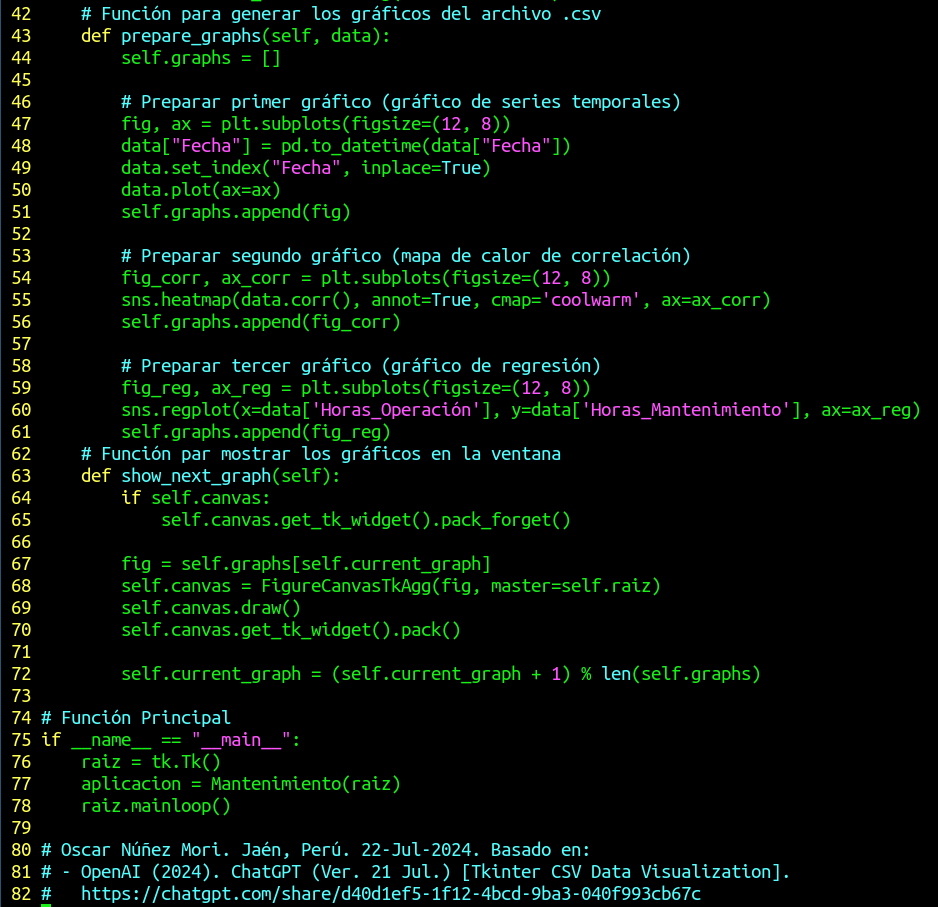 42     # Función para generar los gráficos del archivo .csv
43     def prepare_graphs(self, data):
44         self.graphs = []
45
46         # Preparar primer gráfico (gráfico de series temporales)
47         fig, ax = plt.subplots(figsize=(12, 8))
48         data["Fecha"] = pd.to_datetime(data["Fecha"])
49         data.set_index("Fecha", inplace=True)
50         data.plot(ax=ax)
51         self.graphs.append(fig)
52
53         # Preparar segundo gráfico (mapa de calor de correlación)
54         fig_corr, ax_corr = plt.subplots(figsize=(12, 8))
55         sns.heatmap(data.corr(), annot=True, cmap='coolwarm', ax=ax_corr)
56         self.graphs.append(fig_corr)
57
58         # Preparar tercer gráfico (gráfico de regresión)
59         fig_reg, ax_reg = plt.subplots(figsize=(12, 8))
60         sns.regplot(x=data['Horas_Operación'], y=data['Horas_Mantenimiento'], ax=ax_reg)
61         self.graphs.append(fig_reg)
62     # Función par mostrar los gráficos en la ventana
63     def show_next_graph(self):
64         if self.canvas:
65             self.canvas.get_tk_widget().pack_forget()
66
67         fig = self.graphs[self.current_graph]
68         self.canvas = FigureCanvasTkAgg(fig, master=self.raiz)
69         self.canvas.draw()
70         self.canvas.get_tk_widget().pack()
71
72         self.current_graph = (self.current_graph + 1) % len(self.graphs)
73
74 # Función Principal
75 if __name__ == "__main__":
76     raiz = tk.Tk()
77     aplicacion = Mantenimiento(raiz)
78     raiz.mainloop()
79
80 # Oscar Núñez Mori. Jaén, Perú. 22-Jul-2024. Basado en:
81 # - OpenAI (2024). ChatGPT (Ver. 21 Jul.) [Tkinter CSV Data Visualization].
82 #   https://chatgpt.com/share/d40d1ef5-1f12-4bcd-9ba3-040f993cb67c